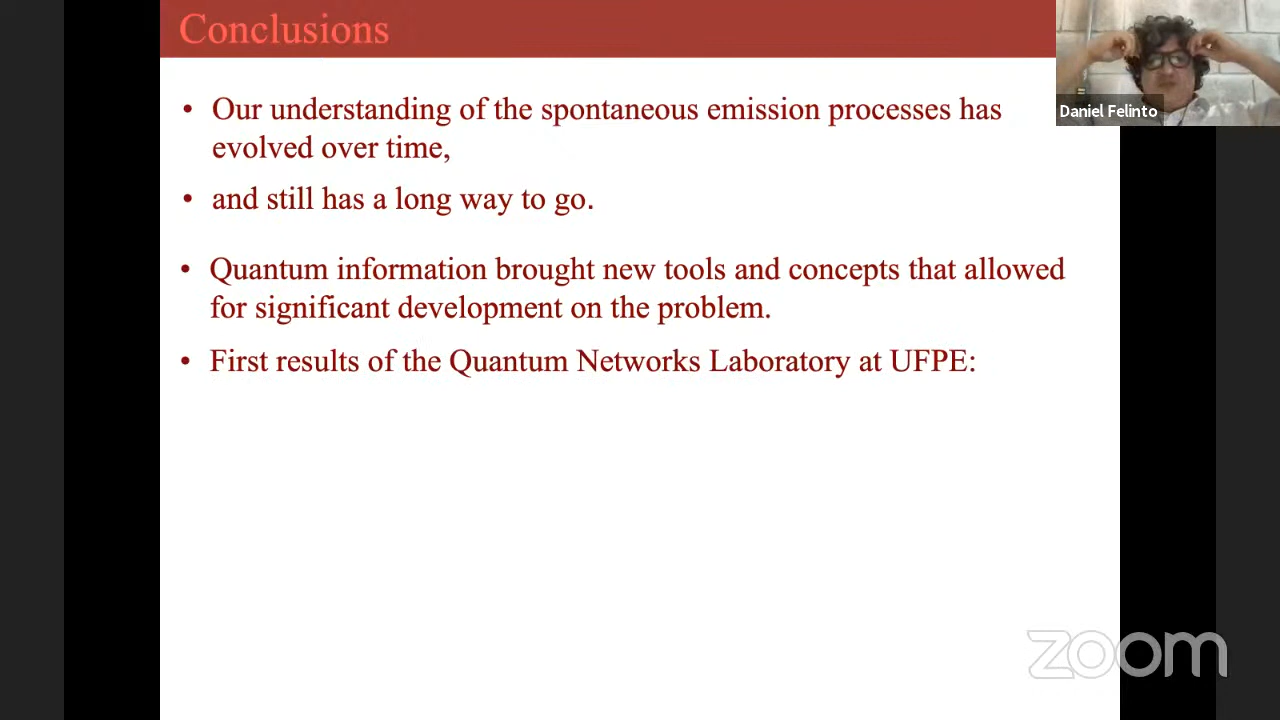 Conclusions
Daniel Felinto
• Our understanding of the spontaneous emission processes has
evolved over time,
• and still has a long way to go.
• Quantum information brought new tools and concepts that allowed
for significant development on the problem.
• First results of the Quantum Networks Laboratory at UFPE:
zoom